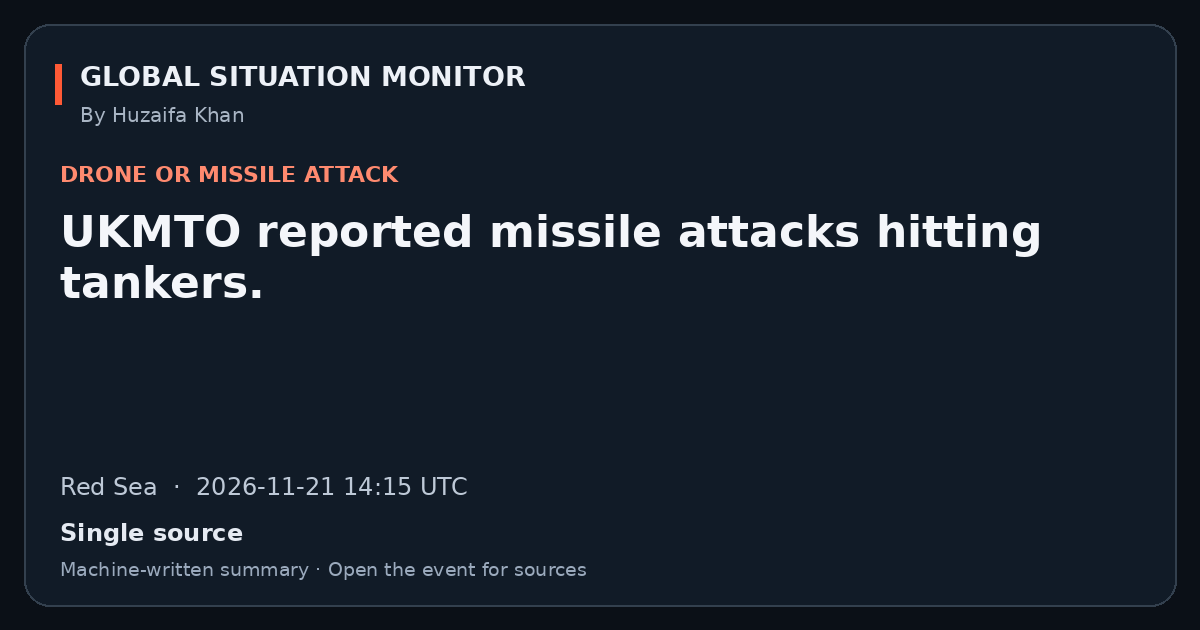 GLOBAL SITUATION MONITOR
By Huzaifa Khan
DRONE OR MISSILE ATTACK
UKMTO reported missile attacks hitting
tankers.
Red Sea · 2026-11-21 14:15 UTC
Single source
Machine-written summary · Open the event for sources